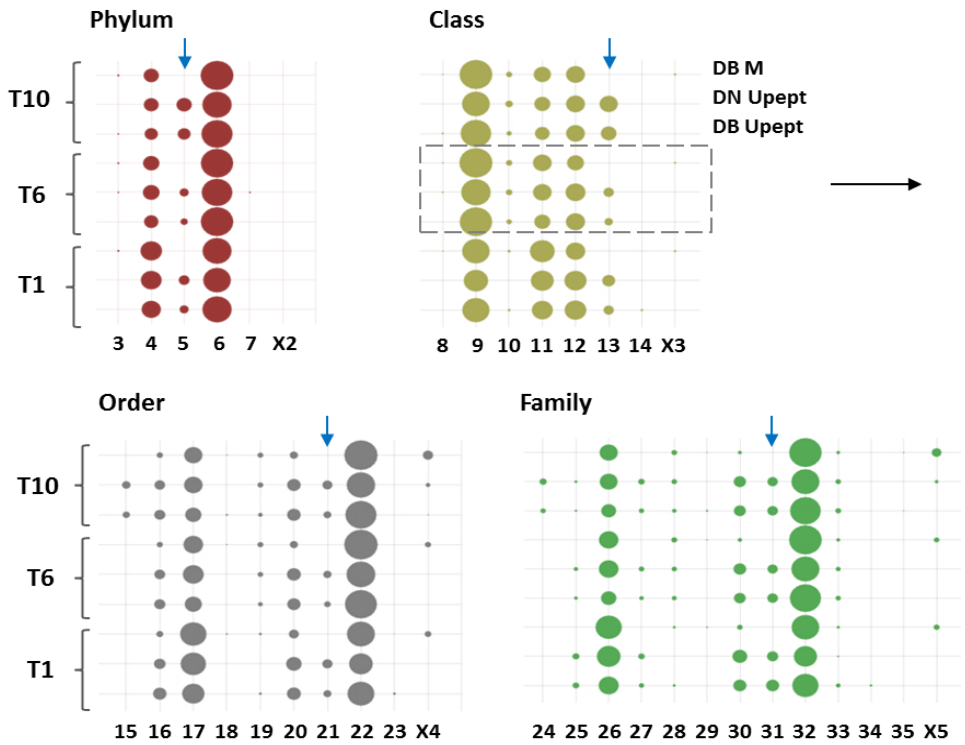 Phylum
Class
T10
T6
T1
DB M
DN Upept
DB Upept
3 4 5 6 7 X2
8 9 10 11 12 13 14 X3
Order
Family
T10
T6
T1
15 16 17 18 19 20 21 22 23 X4
24 25 26 27 28 29 30 31 32 33 34 35 X5